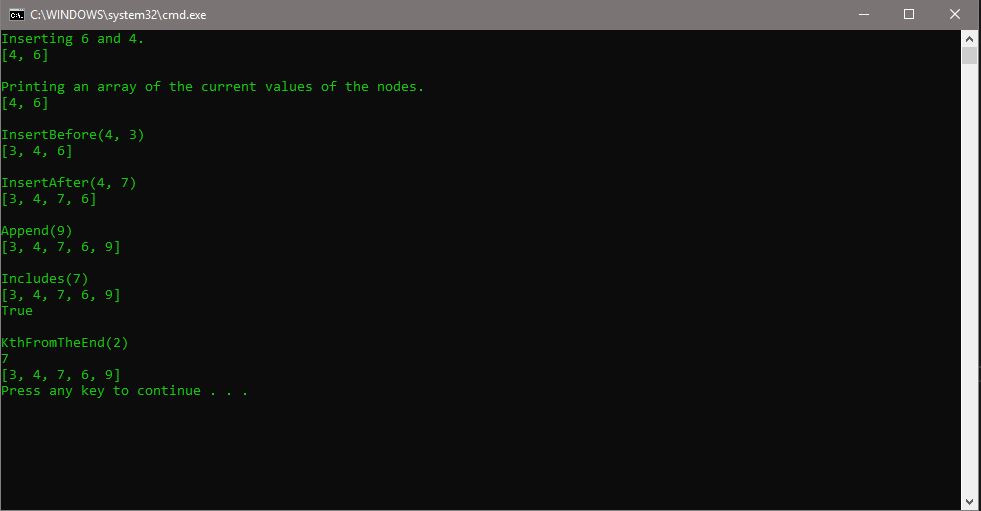 C:\WINDOWS\system32\cmd.exe
Inserting 6 and 4.
[4, 6]
Printing an array of the current values of the nodes.
[4, 6]
InsertBefore(4, 3)
[3, 4, 6]
InsertAfter(4, 7)
[3, 4, 7, 6]
Append(9)
[3, 4, 7, 6, 9]
Includes(7)
[3, 4, 7, 6, 9]
True
KthFromTheEnd(2)
7
[3, 4, 7, 6, 9]
Press any key to continue . . .